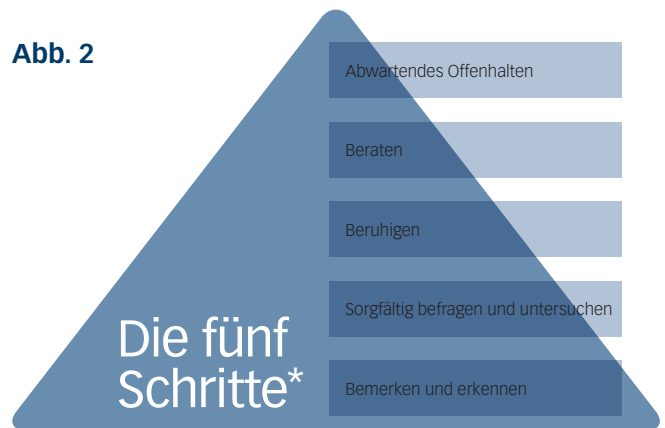 Abb. 2
Abwartendes Offenhalten
Beraten
Beruhigen
Sorgfältig befragen und untersuchen
Bemerken und erkennen
Die fünf
Schritte*